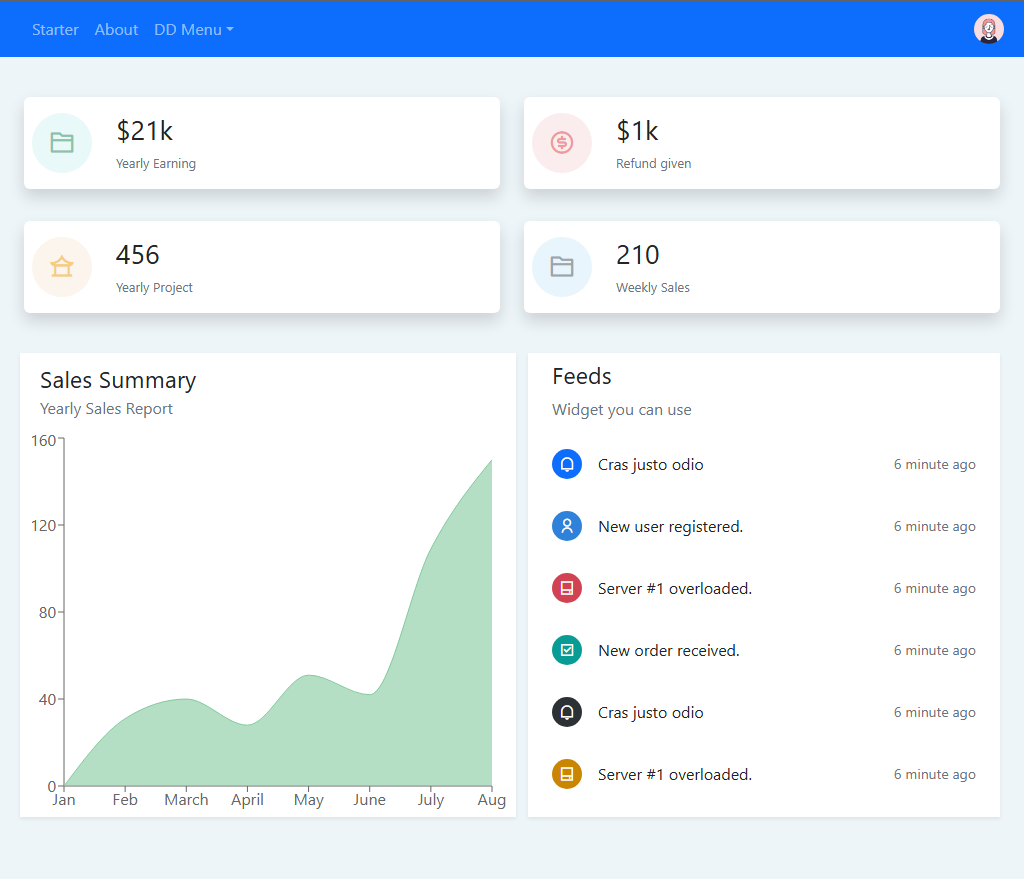 Starter About DD Menu
$21k
Yearly Earning
$1k
Refund given
456
Yearly Project
210
Weekly Sales
Sales Summary
Yearly Sales Report
160
120
80
40
0
Jan Feb March April May June July Aug
Feeds
Widget you can use
Cras justo odio 6 minute ago
New user registered. 6 minute ago
Server #1 overloaded. 6 minute ago
New order received. 6 minute ago
Cras justo odio 6 minute ago
Server #1 overloaded. 6 minute ago